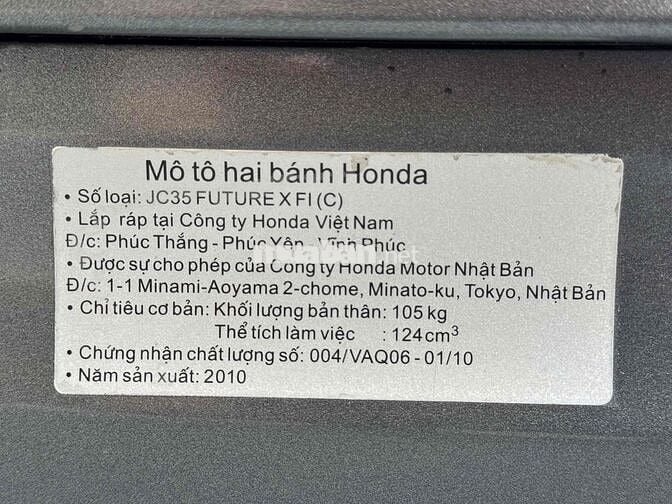 Mô tô hai bánh Honda
• Số loại: JC35 FUTURE X FI (C)
• Lắp ráp tại Công ty Honda Việt Nam
Đ/c: Phúc Thắng - Phúc Yên - Vĩnh Phúc
• Được sự cho phép của Công ty Honda Motor Nhật Bản
Đ/c: 1-1 Minami-Aoyama 2-chome, Minato-ku, Tokyo, Nhật Bản
• Chỉ tiêu cơ bản: Khối lượng bản thân: 105 kg
Thể tích làm việc : 124 cm³
• Chứng nhận chất lượng số: 004/VAQ06 - 01/10
• Năm sản xuất: 2010